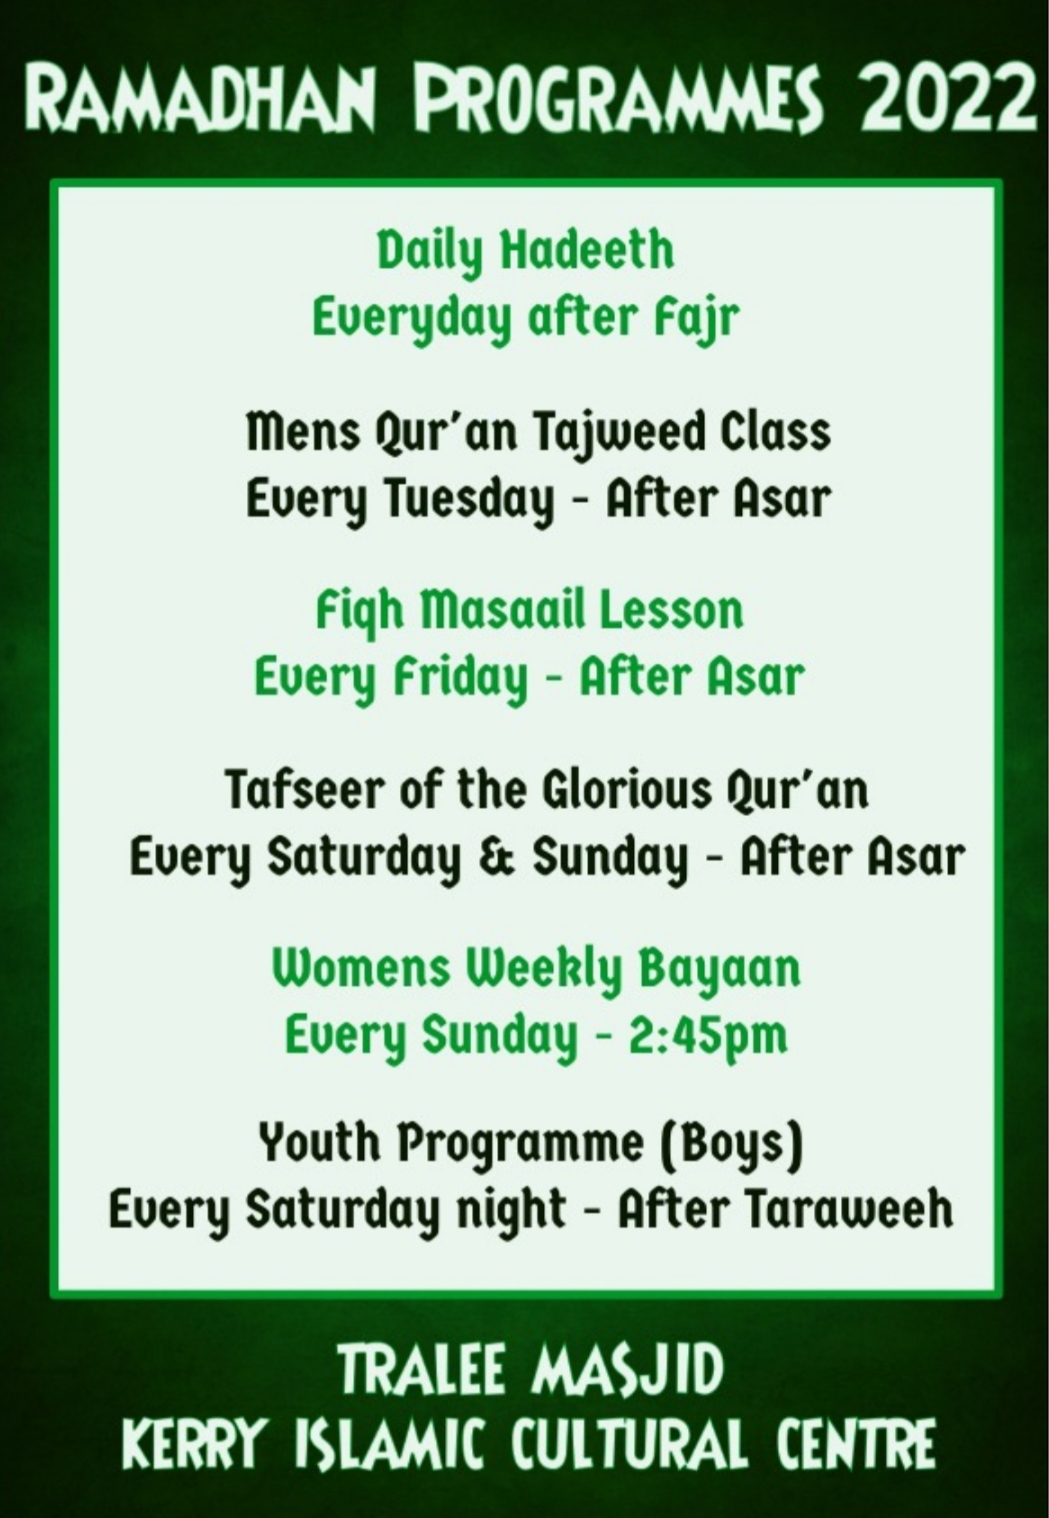 RAMADHAN PROGRAMMES 2022
Daily Hadeeth
Everyday after Fajr
Mens Qur'an Tajweed Class
Every Tuesday - After Asar
Fiqh Masaail Lesson
Every Friday - After Asar
Tafseer of the Glorious Qur'an
Every Saturday & Sunday - After Asar
Womens Weekly Bayaan
Every Sunday - 2:45pm
Youth Programme (Boys)
Every Saturday night - After Taraweeh
TRALEE MASJID
KERRY ISLAMIC CULTURAL CENTRE